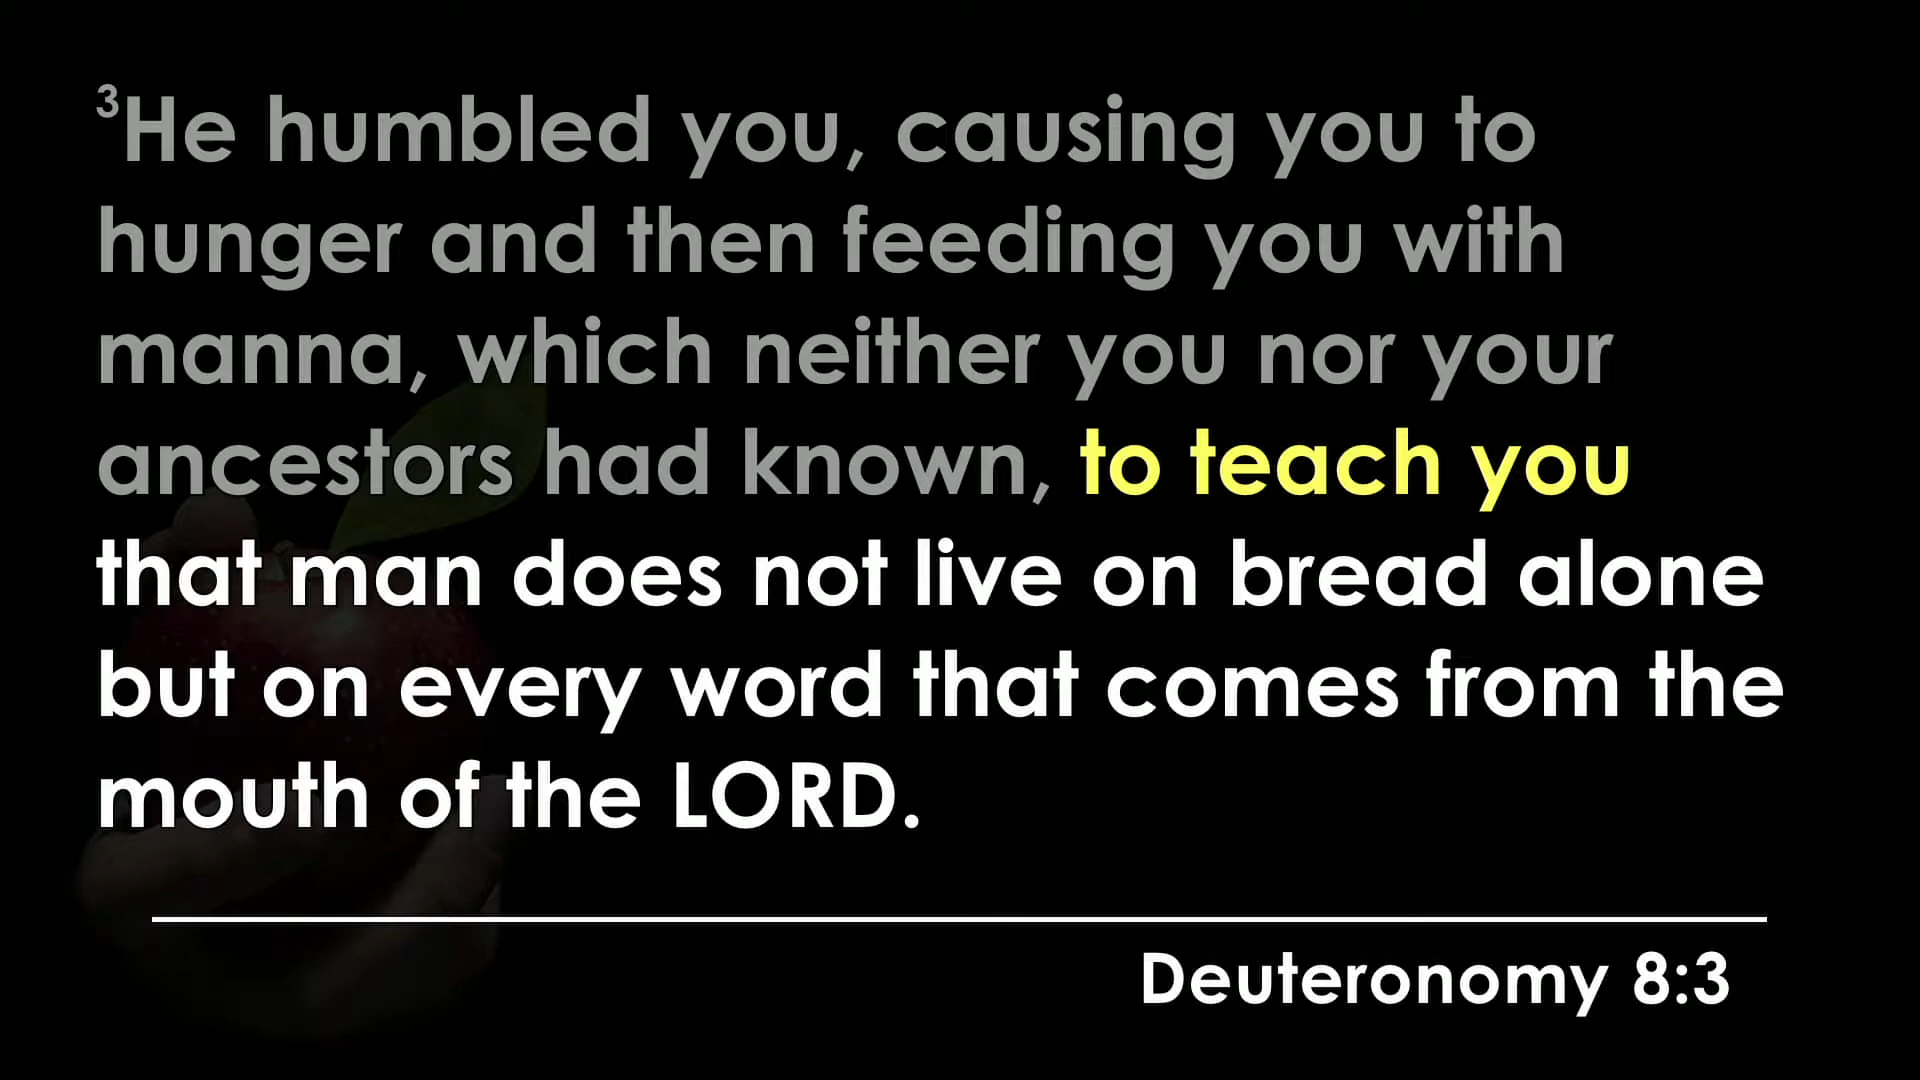 ³He humbled you, causing you to
hunger and then feeding you with
manna, which neither you nor your
ancestors had known, to teach you
that man does not live on bread alone
but on every word that comes from the
mouth of the LORD.
Deuteronomy 8:3